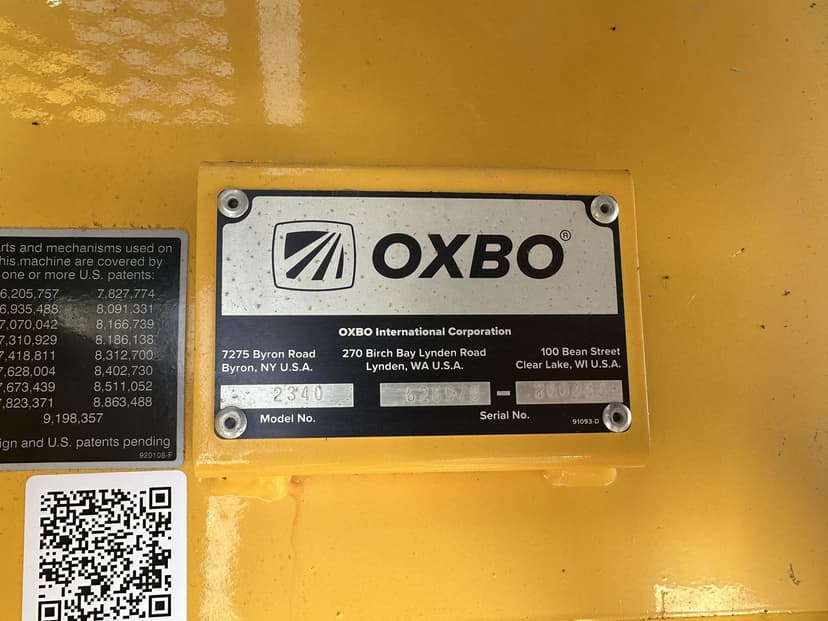 arts and mechanisms used on
this machine are covered by
one or more U.S. patents:
6,205,757 7,827,774
6,935,488 8,091,331
7,070,042 8,166,739
7,310,929 8,186,138
7,418,811 8,312,700
7,628,004 8,402,730
7,673,439 8,511,052
7,823,371 8,863,488
9,198,357
ign and U.S. patents pending
920108-F
OXBO®
OXBO International Corporation
7275 Byron Road 270 Birch Bay Lynden Road 100 Bean Street
Byron, NY U.S.A. Lynden, WA U.S.A. Clear Lake, WI U.S.A.
2340 -
Model No. Serial No. 91093-D